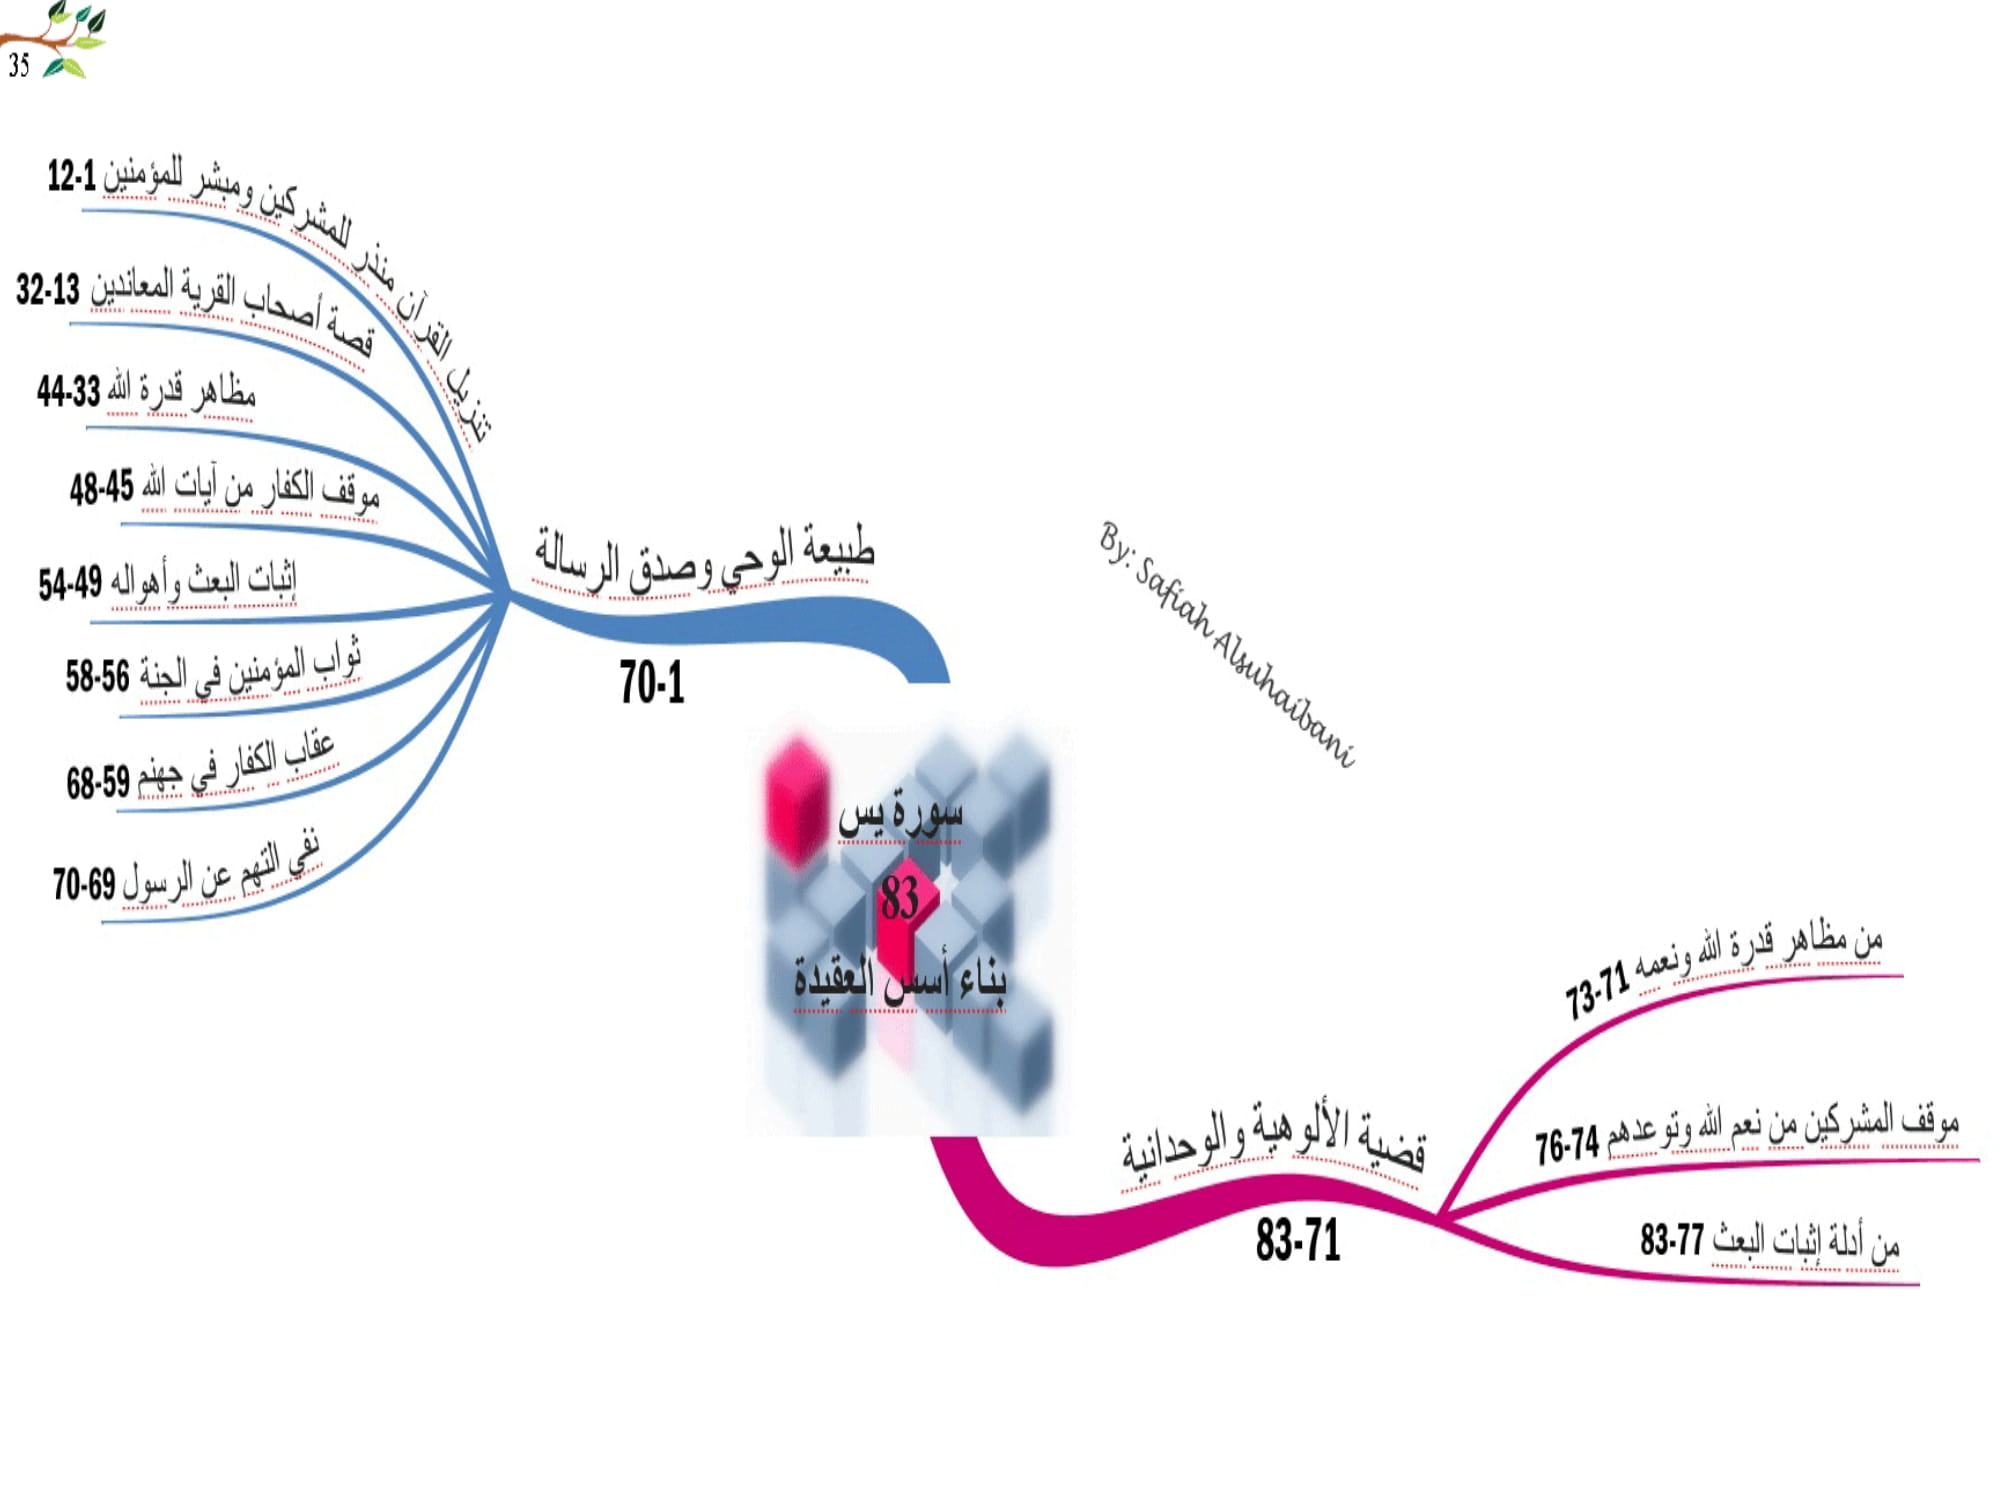 35
تنزيل القرآن منذر للمشركين ومبشر للمؤمنين 1-12
قصة أصحاب القرية المعاندين 13-32
مظاهر قدرة الله 33-44
موقف الكفار من آيات الله 45-48
إثبات البعث وأهواله 49-54
ثواب المؤمنين في الجنة 56-58
عقاب الكفار في جهنم 59-68
نفي التهم عن الرسول 69-70
طبيعة الوحي وصدق الرسالة
1-70
By: Safiah Alsuhaibani
سورة يس
83
بناء أسس العقيدة
قضية الألوهية والوحدانية
71-83
من مظاهر قدرة الله ونعمه 71-73
موقف المشركين من نعم الله وتوعدهم 74-76
من أدلة إثبات البعث 77-83